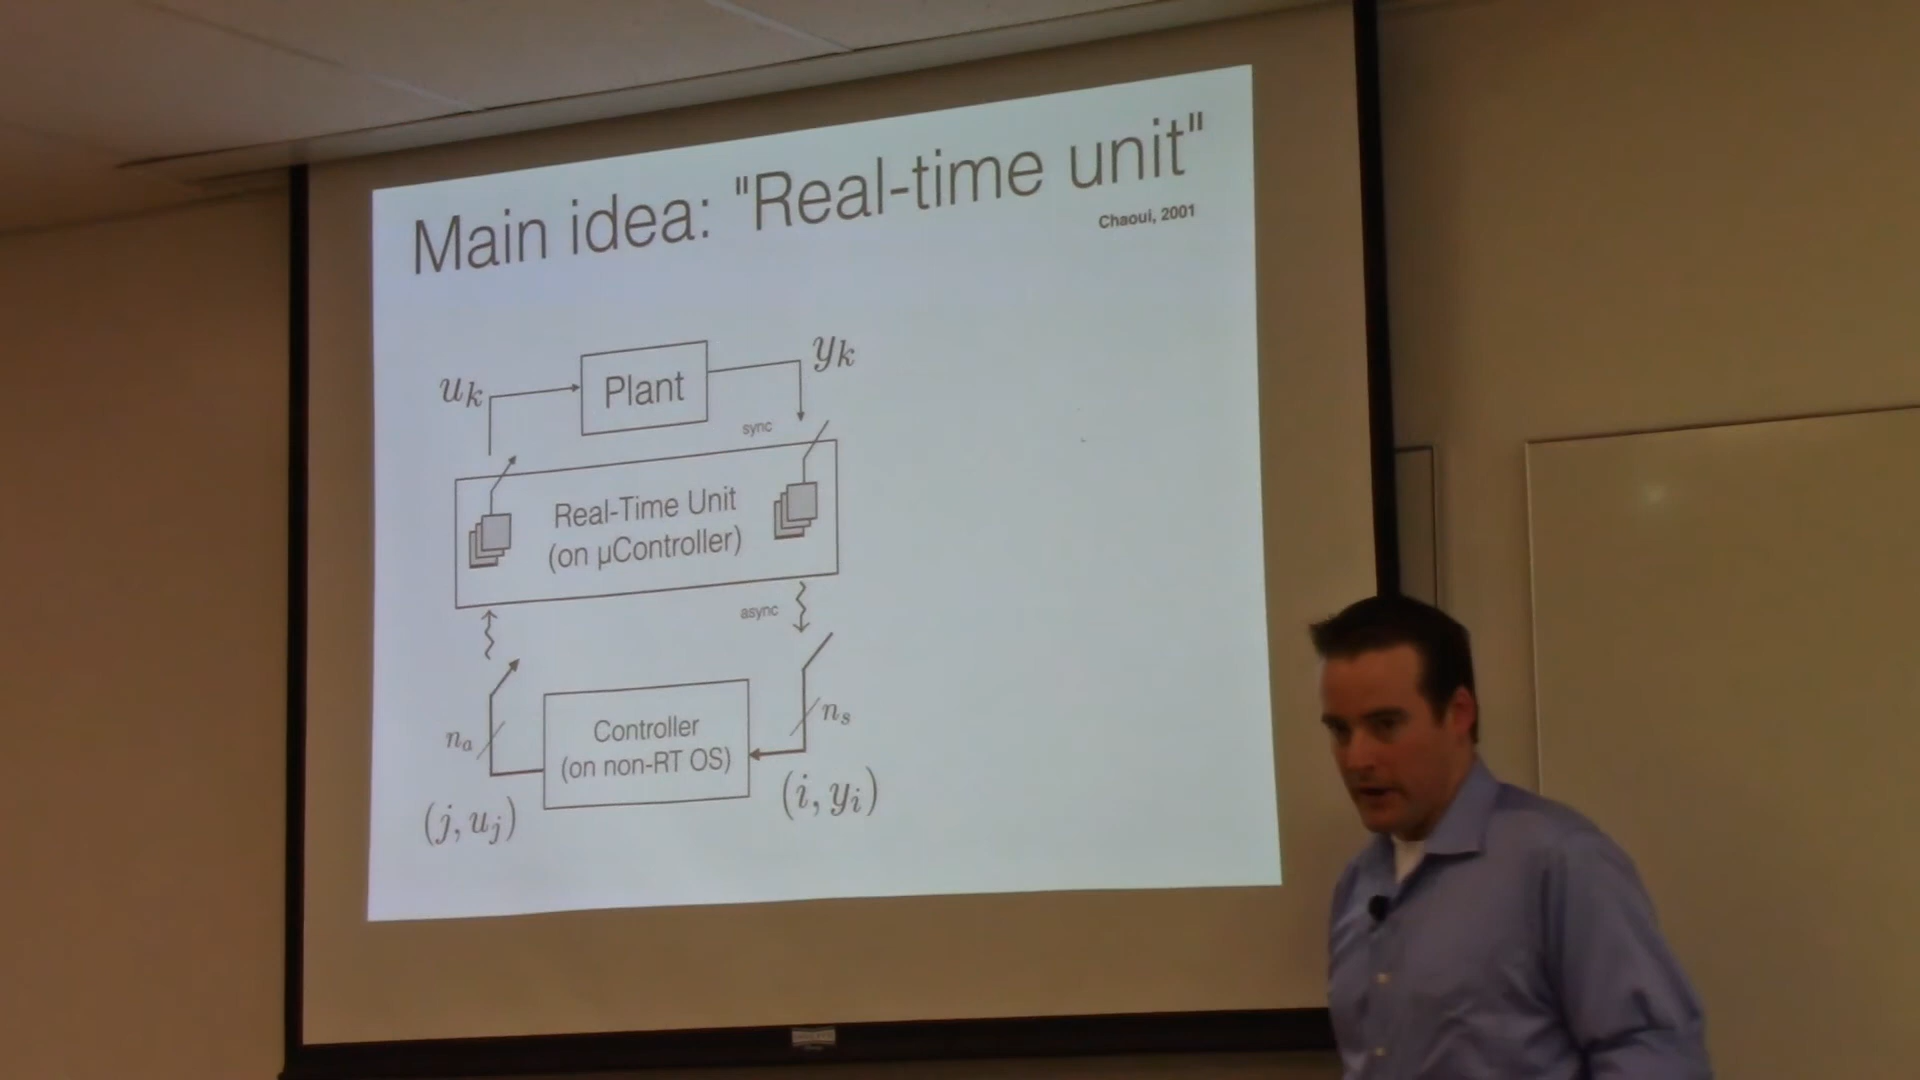 Main idea: "Real-time unit"
Chaoui, 2001
u_k
Plant
y_k
sync
Real-Time Unit
(on µController)
async
n_a
Controller
(on non-RT OS)
n_s
(j, u_j)
(i, y_i)